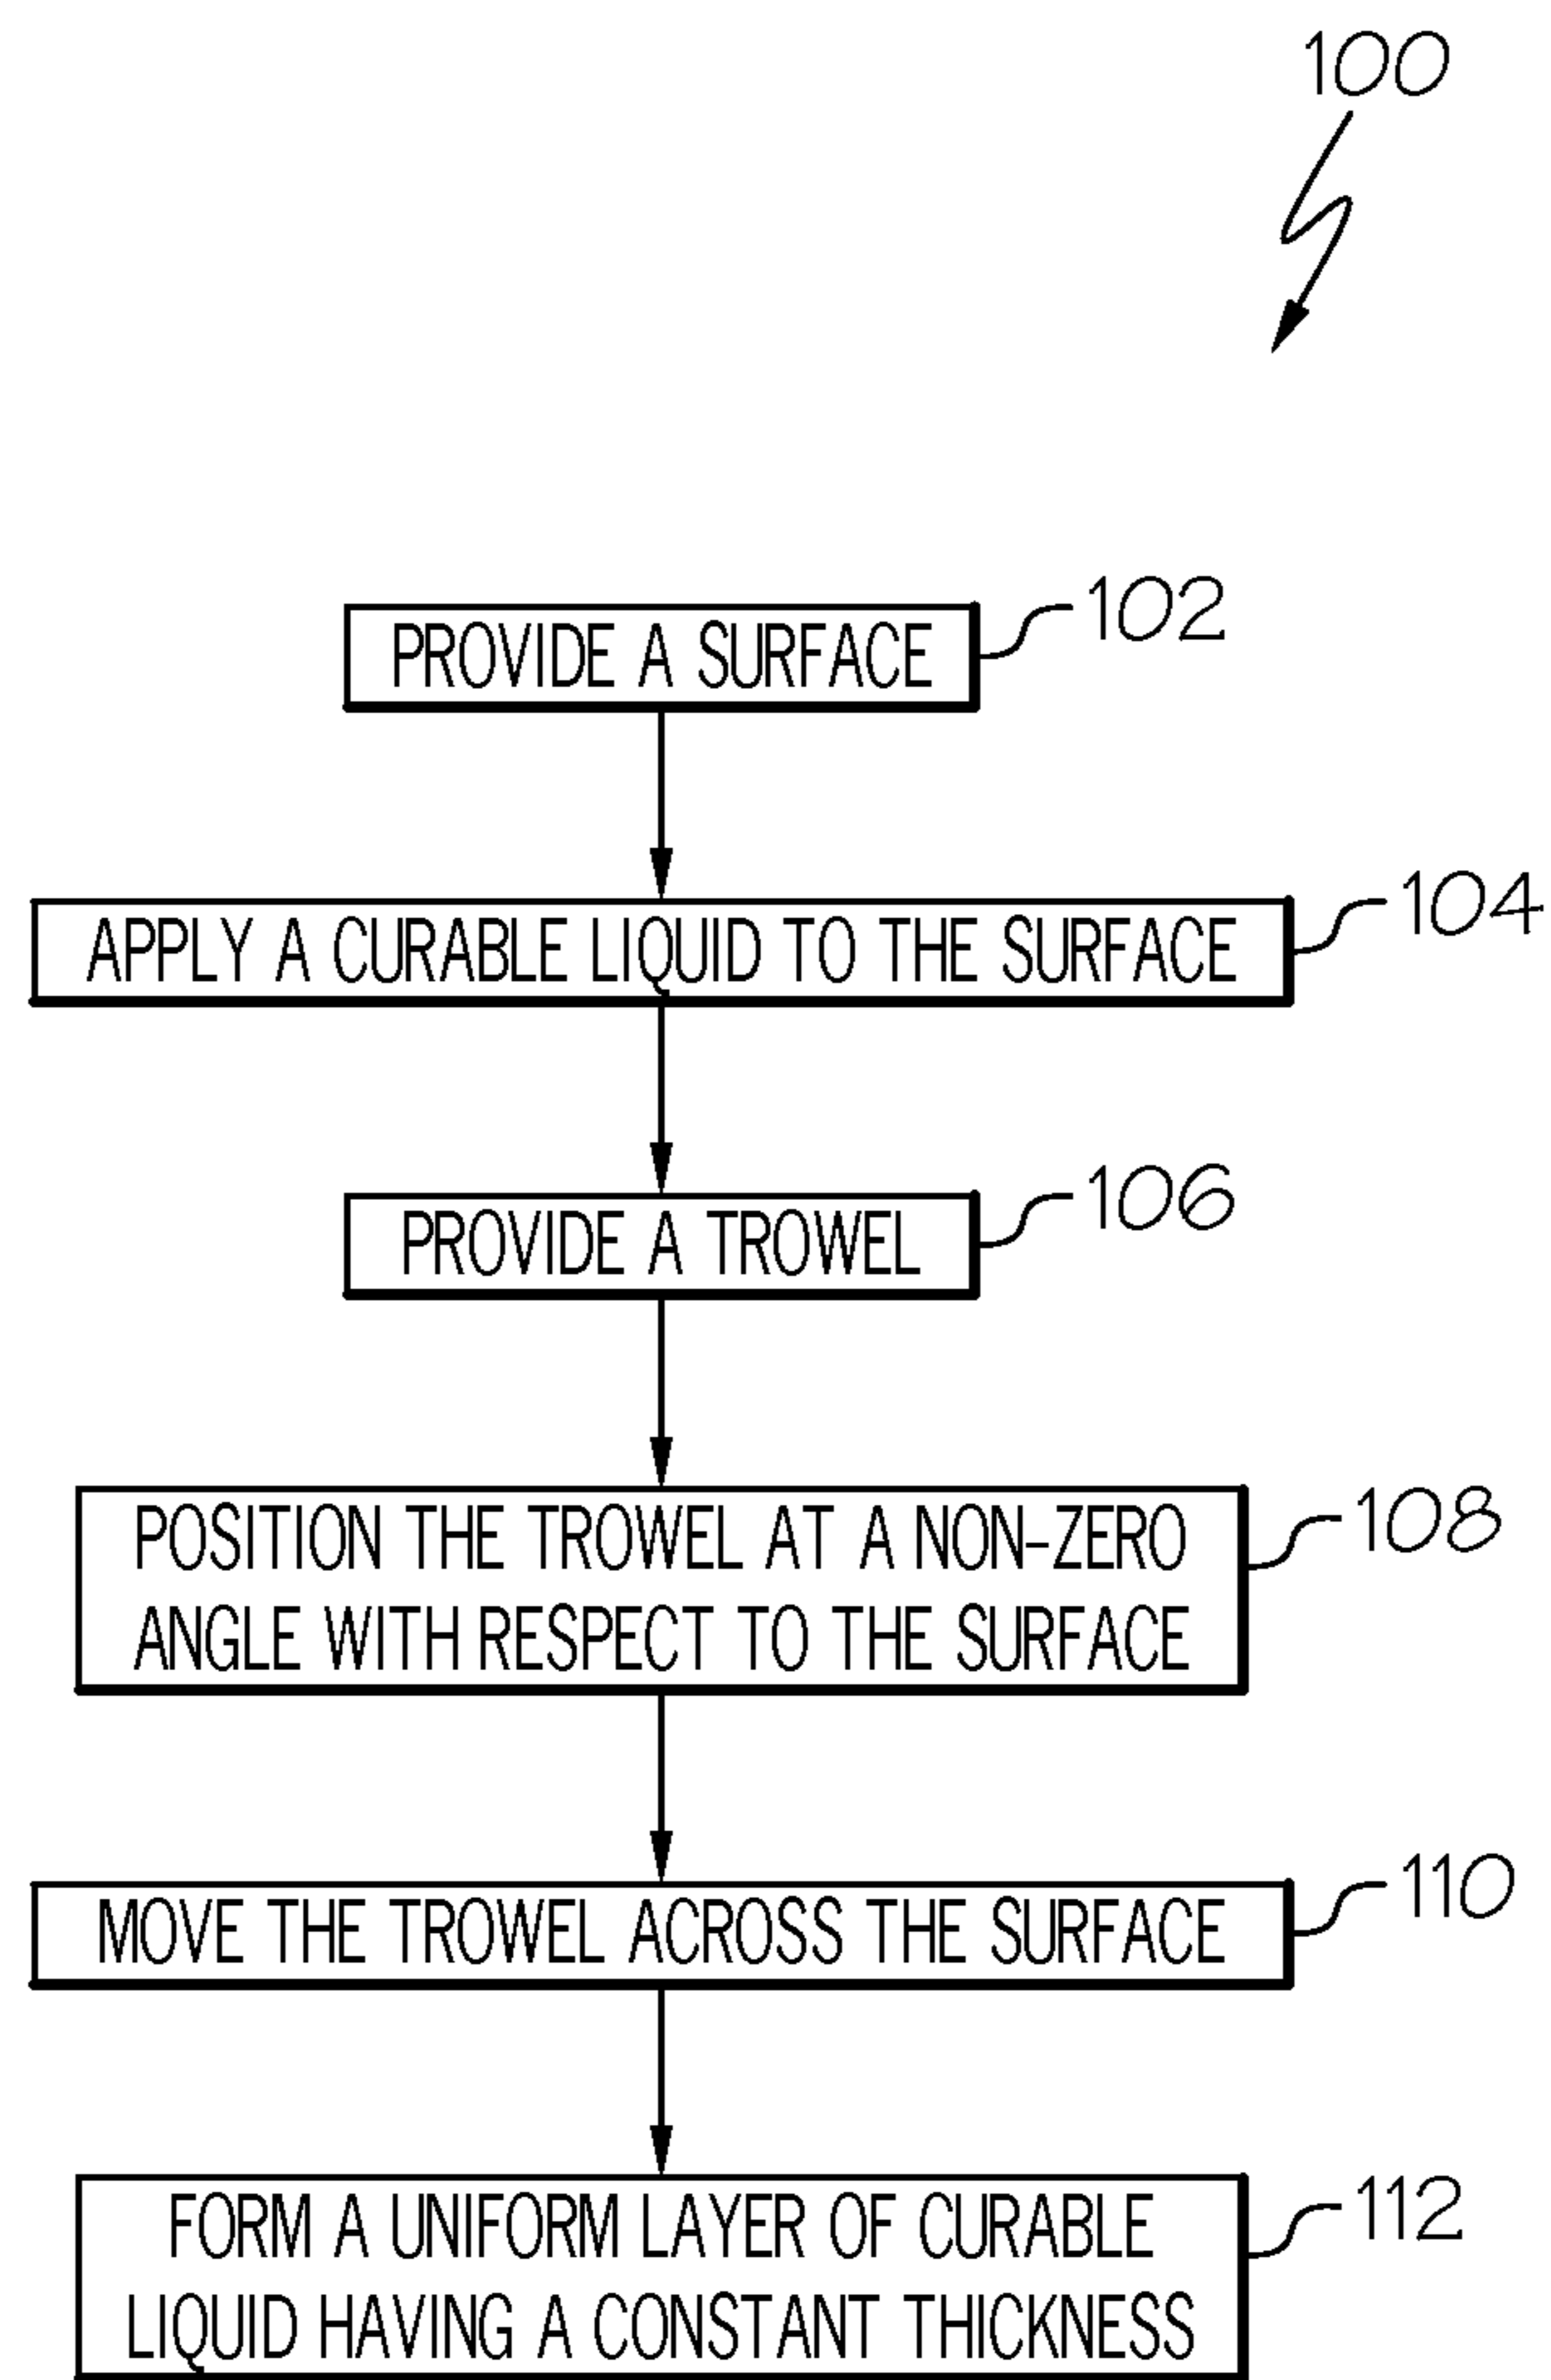 100
PROVIDE A SURFACE
102
APPLY A CURABLE LIQUID TO THE SURFACE
104
PROVIDE A TROWEL
106
POSITION THE TROWEL AT A NON-ZERO
ANGLE WITH RESPECT TO THE SURFACE
108
MOVE THE TROWEL ACROSS THE SURFACE
110
FORM A UNIFORM LAYER OF CURABLE
LIQUID HAVING A CONSTANT THICKNESS
112